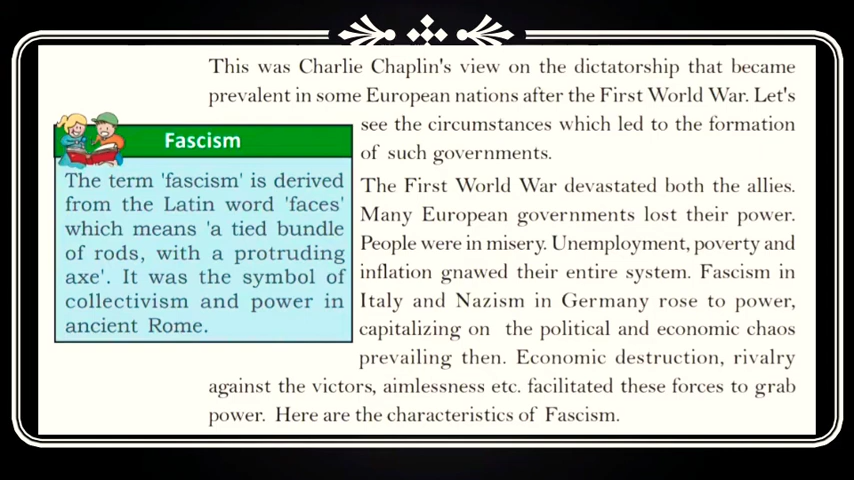 This was Charlie Chaplin's view on the dictatorship that became
prevalent in some European nations after the First World War. Let's
see the circumstances which led to the formation
of such governments.
Fascism
The term 'fascism' is derived
from the Latin word 'faces'
which means 'a tied bundle
of rods, with a protruding
axe'. It was the symbol of
collectivism and power in
ancient Rome.
The First World War devastated both the allies.
Many European governments lost their power.
People were in misery. Unemployment, poverty and
inflation gnawed their entire system. Fascism in
Italy and Nazism in Germany rose to power,
capitalizing on the political and economic chaos
prevailing then. Economic destruction, rivalry
against the victors, aimlessness etc. facilitated these forces to grab
power. Here are the characteristics of Fascism.